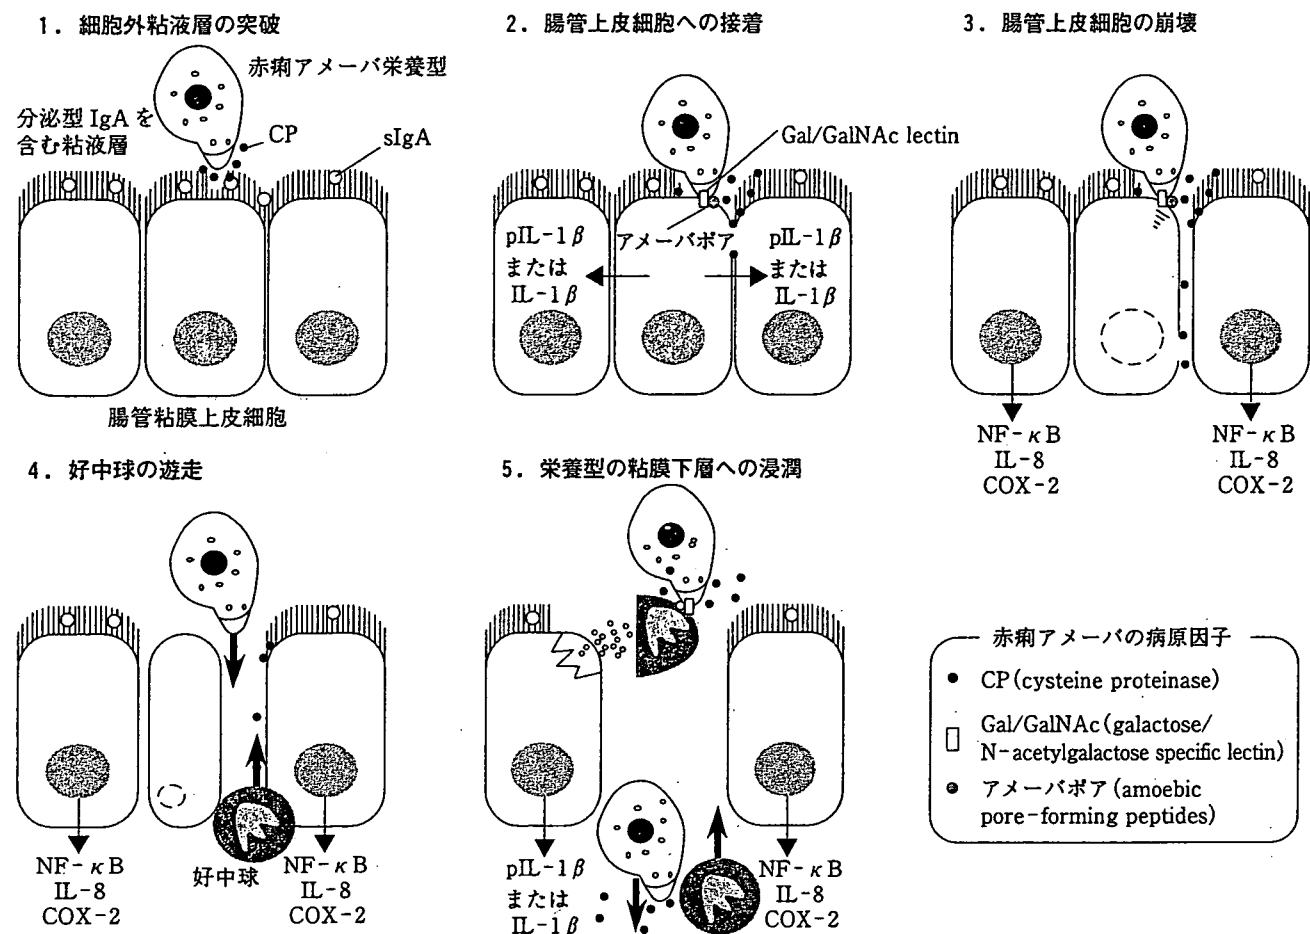 1. 細胞外粘液層の突破
赤痢アメーバ栄養型
分泌型 IgA を
含む粘液層
CP
sIgA
腸管粘膜上皮細胞
2. 腸管上皮細胞への接着
Gal/GalNAc lectin
アメーバポア
pIL-1β
または
IL-1β
pIL-1β
または
IL-1β
3. 腸管上皮細胞の崩壊
NF-κB
IL-8
COX-2
NF-κB
IL-8
COX-2
4. 好中球の遊走
NF-κB
IL-8
COX-2
好中球
NF-κB
IL-8
COX-2
5. 栄養型の粘膜下層への浸潤
8
pIL-1β
または
IL-1β
NF-κB
IL-8
COX-2
赤痢アメーバの病原因子
CP(cysteine proteinase)
Gal/GalNAc(galactose/
N-acetylgalactose specific lectin)
アメーバポア(amoebic
pore-forming peptides)